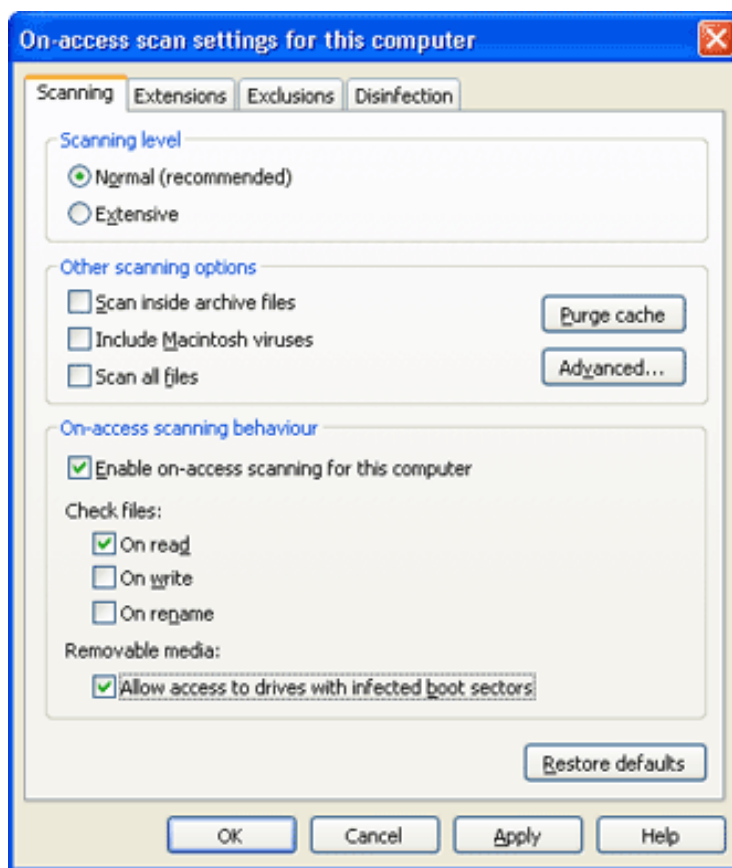 On-access scan settings for this computer
Scanning Extensions Exclusions Disinfection
Scanning level
Normal (recommended)
Extensive
Other scanning options
Scan inside archive files
Purge cache
Include Macintosh viruses
Advanced...
Scan all files
On-access scanning behaviour
Enable on-access scanning for this computer
Check files:
On read
On write
On rename
Removable media:
Allow access to drives with infected boot sectors
Restore defaults
OK Cancel Apply Help